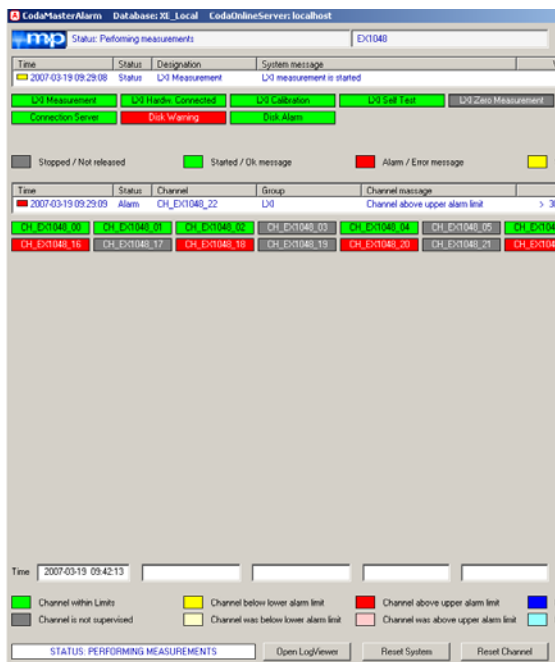 CodaMasterAlarm Database: XE_Local CodaOnlineServer: localhost
mp Status: Performing measurements EX1048
Time Status Designation System message
2007-03-19 09:29:08 Status LXI Measurement LXI measurement is started
LXI Measurement LXI Hardw. Connected LXI Calibration LXI Self Test LXI Zero Measurement
Connection Server Disk Warning Disk Alarm
Stopped / Not released Started / Ok message Alarm / Error message
Time Status Channel Group Channel massage
2007-03-19 09:29:09 Alarm CH_EX1048_22 LXI Channel above upper alarm limit > 30
CH_EX1048_00 CH_EX1048_01 CH_EX1048_02 CH_EX1048_03 CH_EX1048_04 CH_EX1048_05 CH_EX104
CH_EX1048_16 CH_EX1048_17 CH_EX1048_18 CH_EX1048_19 CH_EX1048_20 CH_EX1048_21 CH_EX104
Time 2007-03-19 09:42:13
Channel within Limits Channel below lower alarm limit Channel above upper alarm limit
Channel is not supervised Channel was below lower alarm limit Channel was above upper alarm limit
STATUS: PERFORMING MEASUREMENTS Open LogViewer Reset System Reset Channel